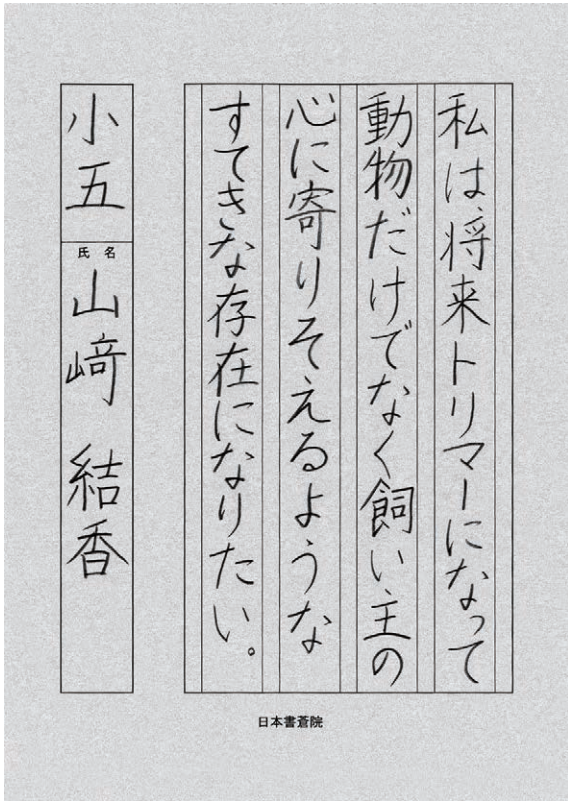 私は、将来トリマーになって
動物だけでなく飼い主の
心に寄りそえるような
すてきな存在になりたい。
小五
氏名
山﨑 結香
日本書蒼院